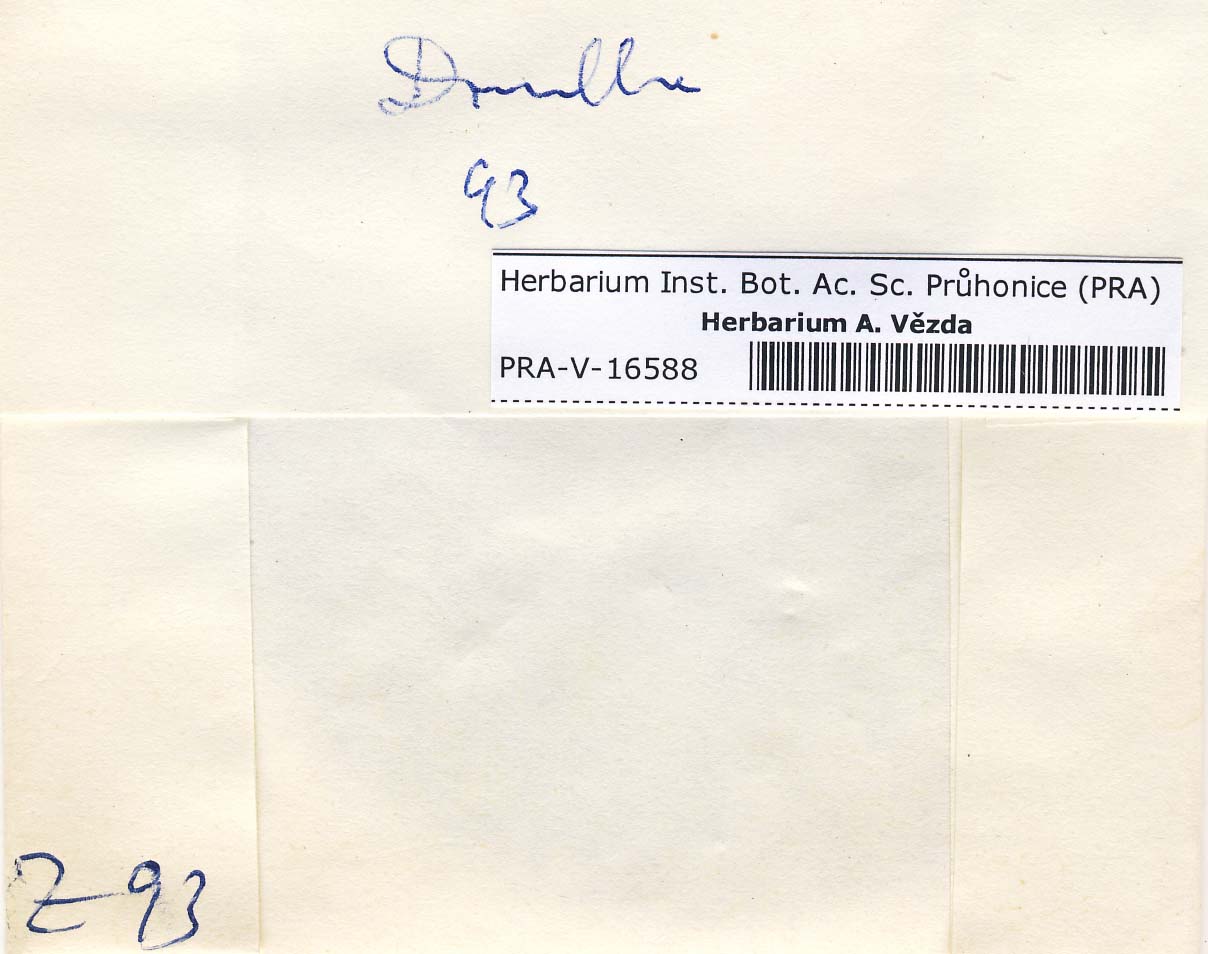 93
Herbarium Inst. Bot. Ac. Sc. Průhonice (PRA)
Herbarium A. Vězda
PRA-V-16588
Z-93